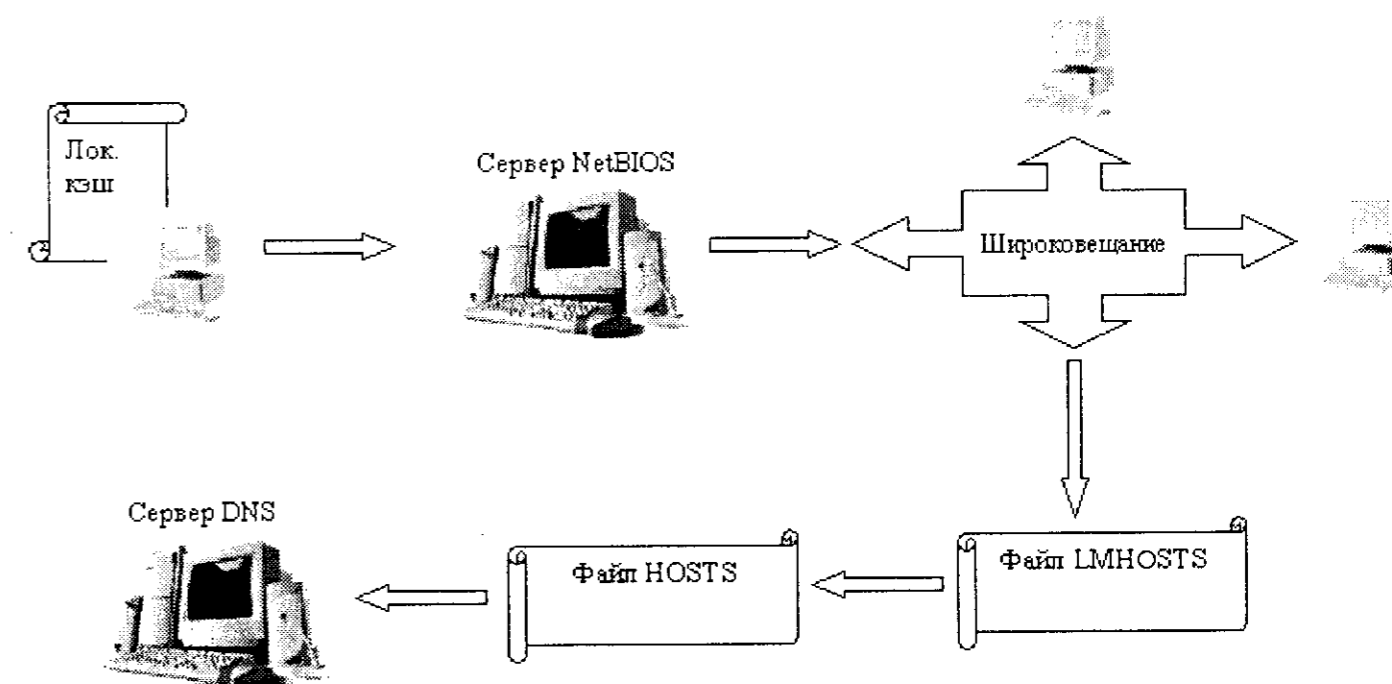 Лок.
кэш
Сервер NetBIOS
Широковещание
Файл LMHOSTS
Файл HOSTS
Сервер DNS